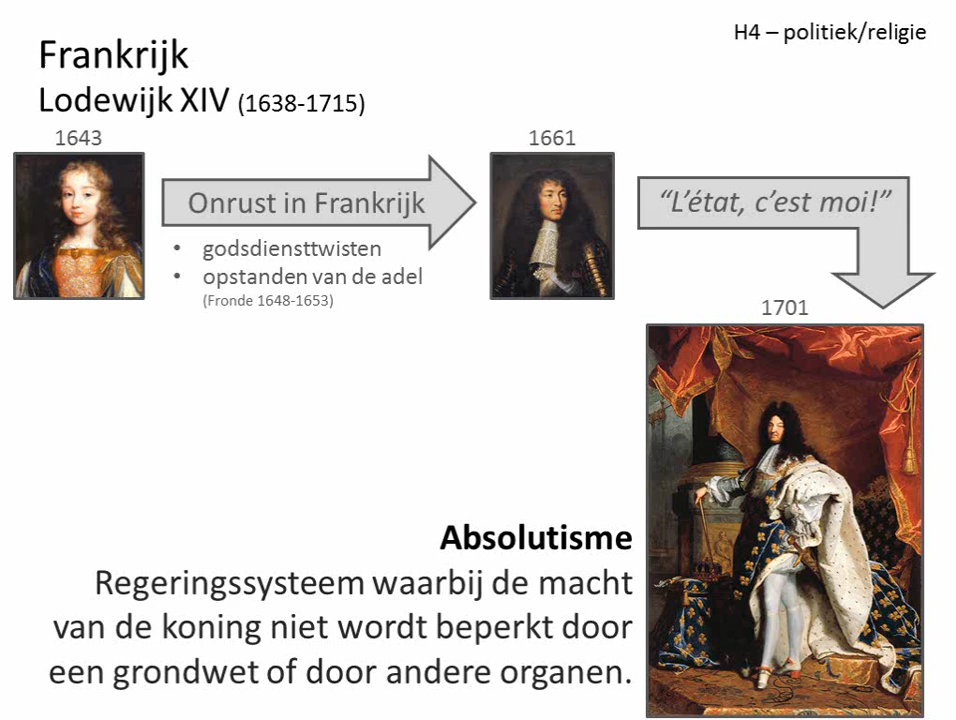 H4 – politiek/religie
Frankrijk
Lodewijk XIV (1638-1715)
1643
Onrust in Frankrijk
• godsdiensttwisten
• opstanden van de adel
(Fronde 1648-1653)
1661
“L’état, c’est moi!”
1701
Absolutisme
Regeringssysteem waarbij de macht
van de koning niet wordt beperkt door
een grondwet of door andere organen.